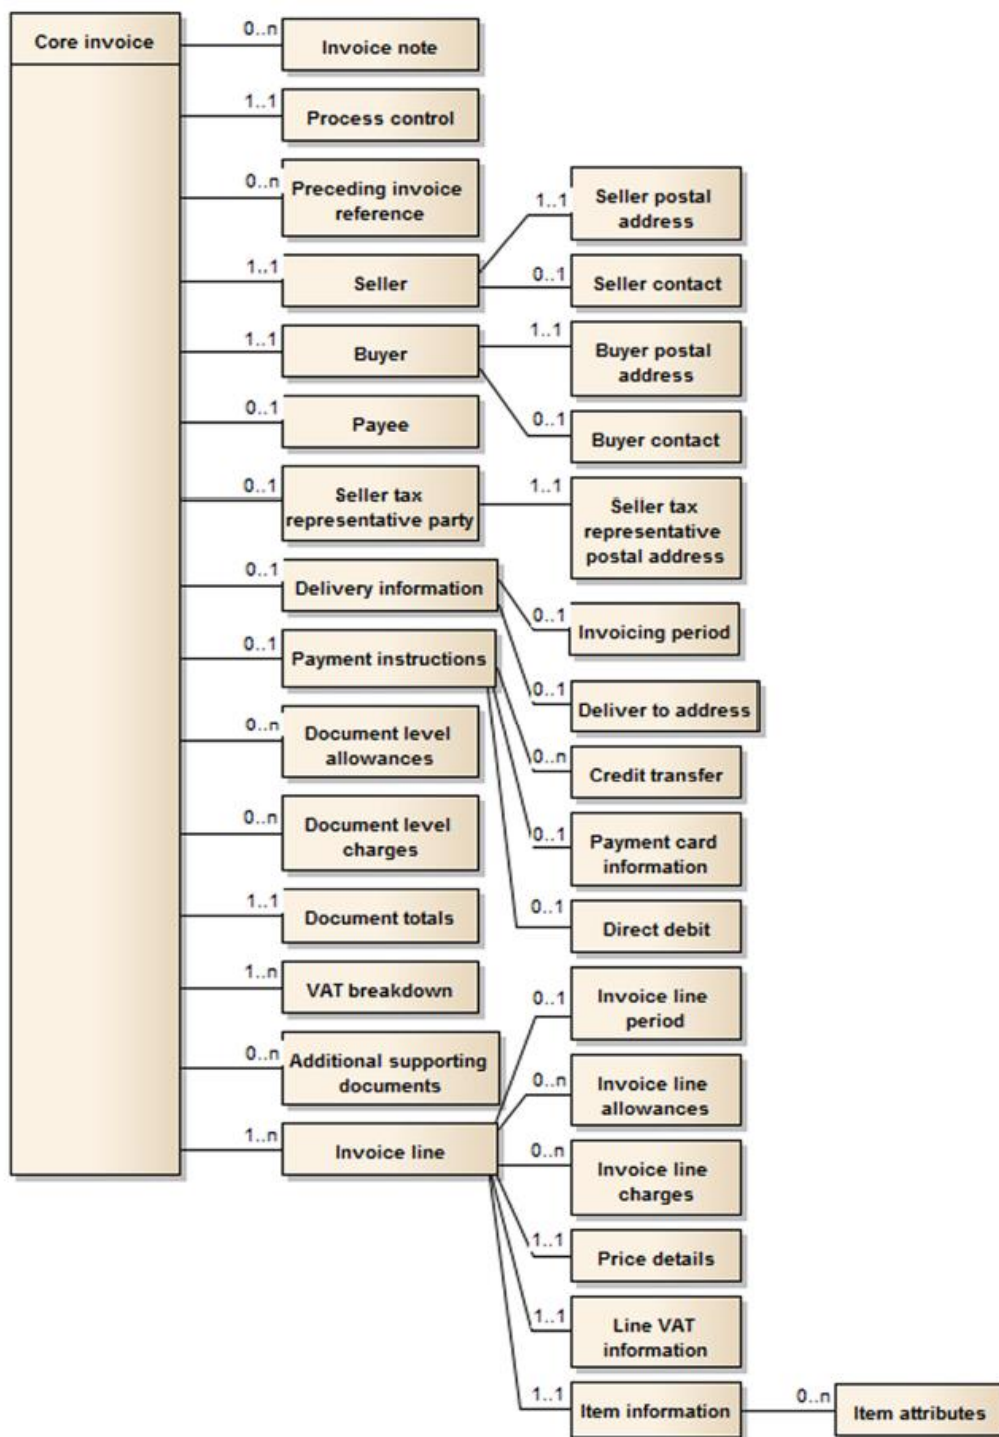 Core invoice
0..n
Invoice note
1..1
Process control
0..n
Preceding invoice
reference
1..1
Seller
1..1
Seller postal
address
0..1
Seller contact
1..1
Buyer
1..1
Buyer postal
address
0..1
Buyer contact
0..1
Payee
0..1
Seller tax
representative party
1..1
Seller tax
representative
postal address
0..1
Delivery information
0..1
Invoicing period
0..1
Deliver to address
0..1
Payment instructions
0..n
Credit transfer
0..1
Payment card
information
0..1
Direct debit
0..n
Document level
allowances
0..n
Document level
charges
1..1
Document totals
1..n
VAT breakdown
0..n
Additional supporting
documents
1..n
Invoice line
0..1
Invoice line
period
0..n
Invoice line
allowances
0..n
Invoice line
charges
1..1
Price details
1..1
Line VAT
information
1..1
Item information
0..n
Item attributes